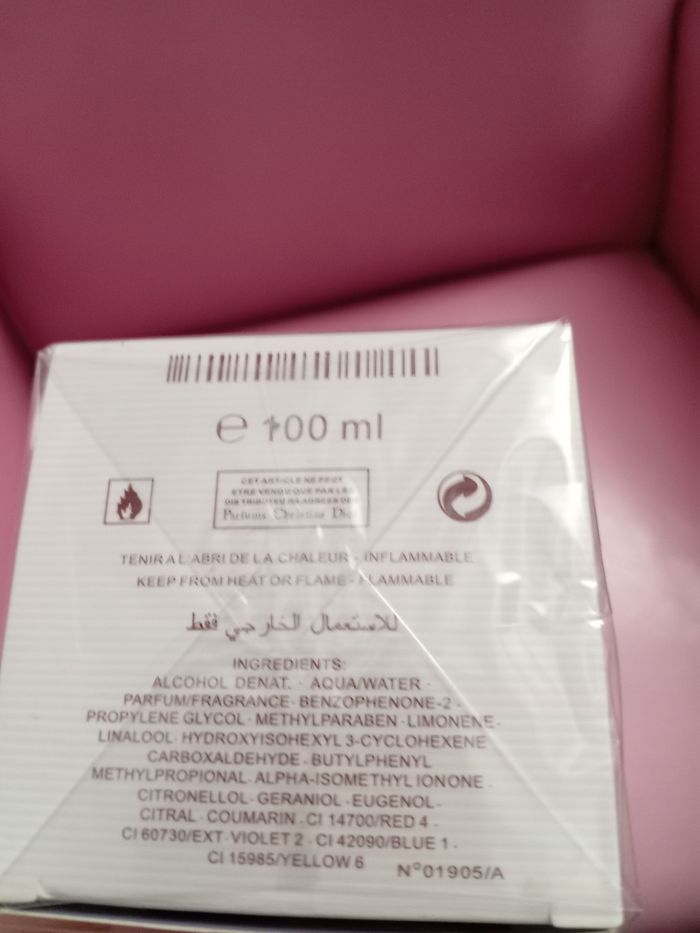 e 100 ml
CET ARTICLE NE PEUT
ETRE VENDU QUE PAR LES
Parfums Christian Dior
TENIR A L'ABRI DE LA CHALEUR - INFLAMMABLE
KEEP FROM HEAT OR FLAME - FLAMMABLE
للاستعمال الخارجي فقط
INGREDIENTS:
ALCOHOL DENAT. · AQUA/WATER ·
PARFUM/FRAGRANCE · BENZOPHENONE-2 ·
PROPYLENE GLYCOL · METHYLPARABEN · LIMONENE ·
LINALOOL · HYDROXYISOHEXYL 3-CYCLOHEXENE
CARBOXALDEHYDE · BUTYLPHENYL
METHYLPROPIONAL · ALPHA-ISOMETHYL IONONE ·
CITRONELLOL · GERANIOL · EUGENOL ·
CITRAL · COUMARIN · CI 14700/RED 4 ·
CI 60730/EXT · VIOLET 2 · CI 42090/BLUE 1 ·
CI 15985/YELLOW 6
N°01905/A